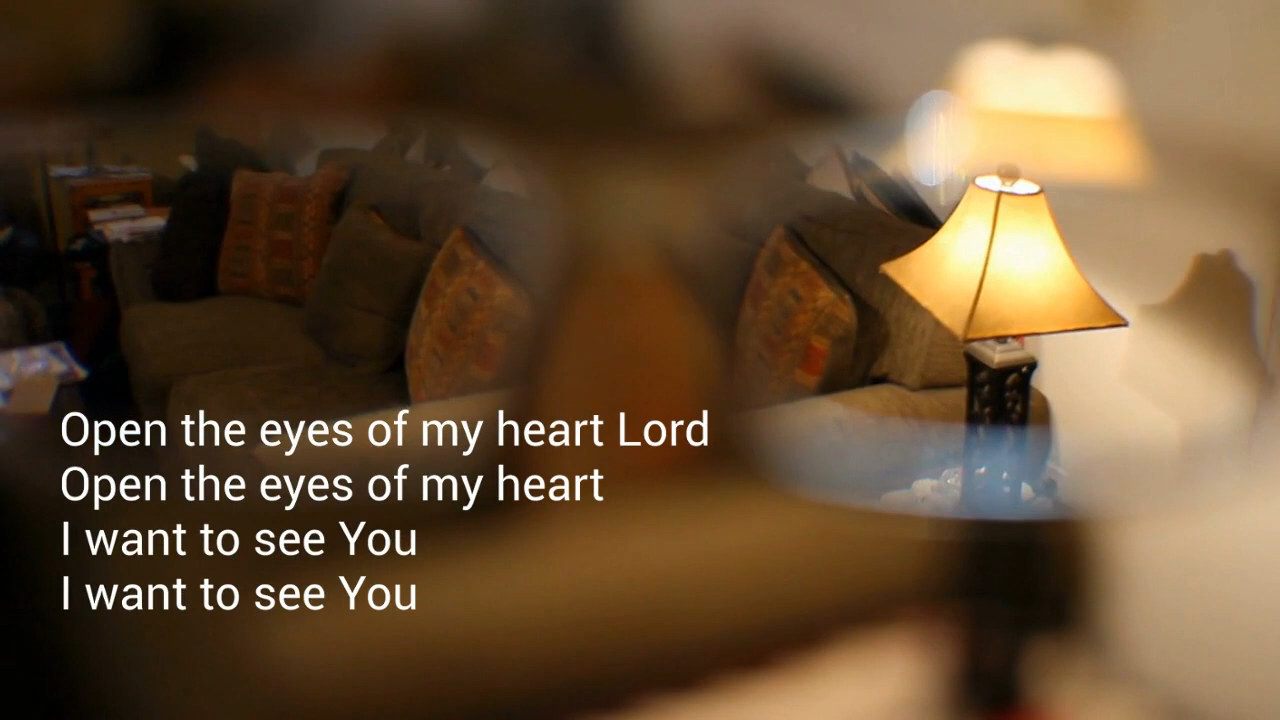 Open the eyes of my heart Lord
Open the eyes of my heart
I want to see You
I want to see You